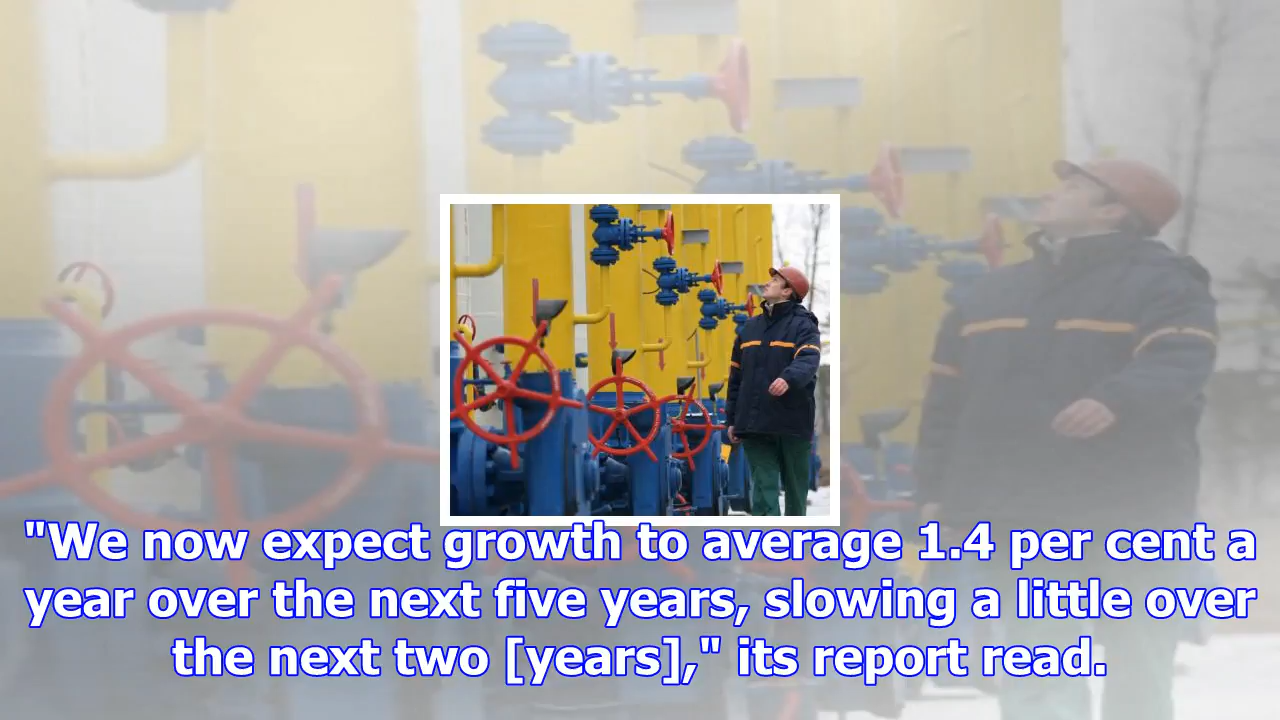 "We now expect growth to average 1.4 per cent a
year over the next five years, slowing a little over
the next two [years]," its report read.